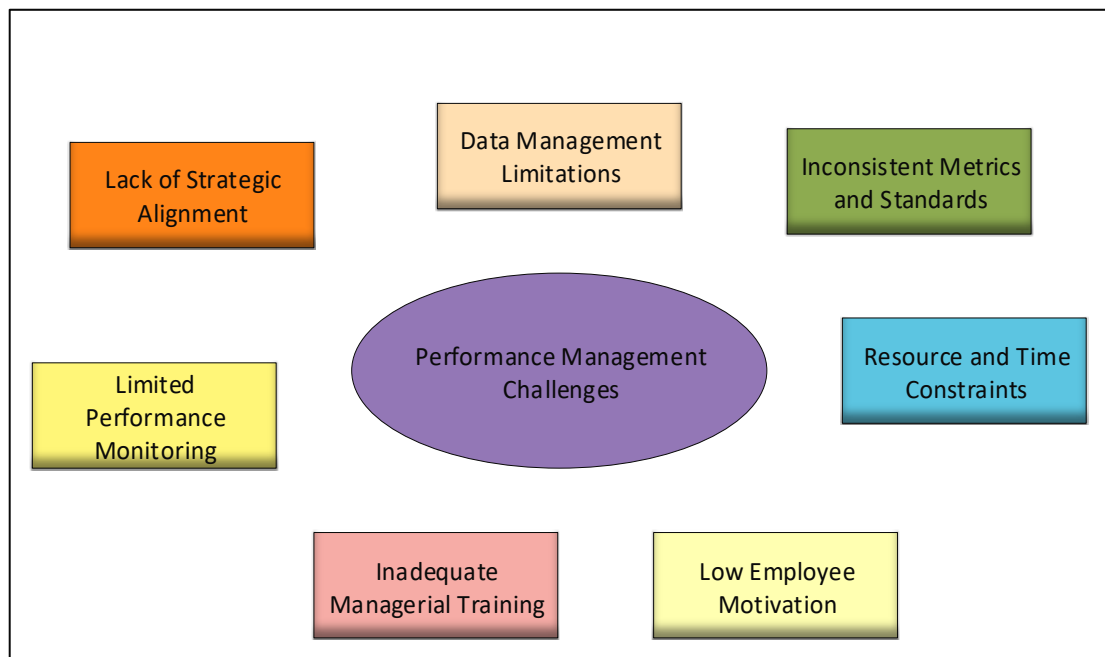 Data Management
Limitations
Lack of Strategic
Alignment
Inconsistent Metrics
and Standards
Performance Management
Challenges
Resource and Time
Constraints
Limited
Performance
Monitoring
Inadequate
Managerial Training
Low Employee
Motivation